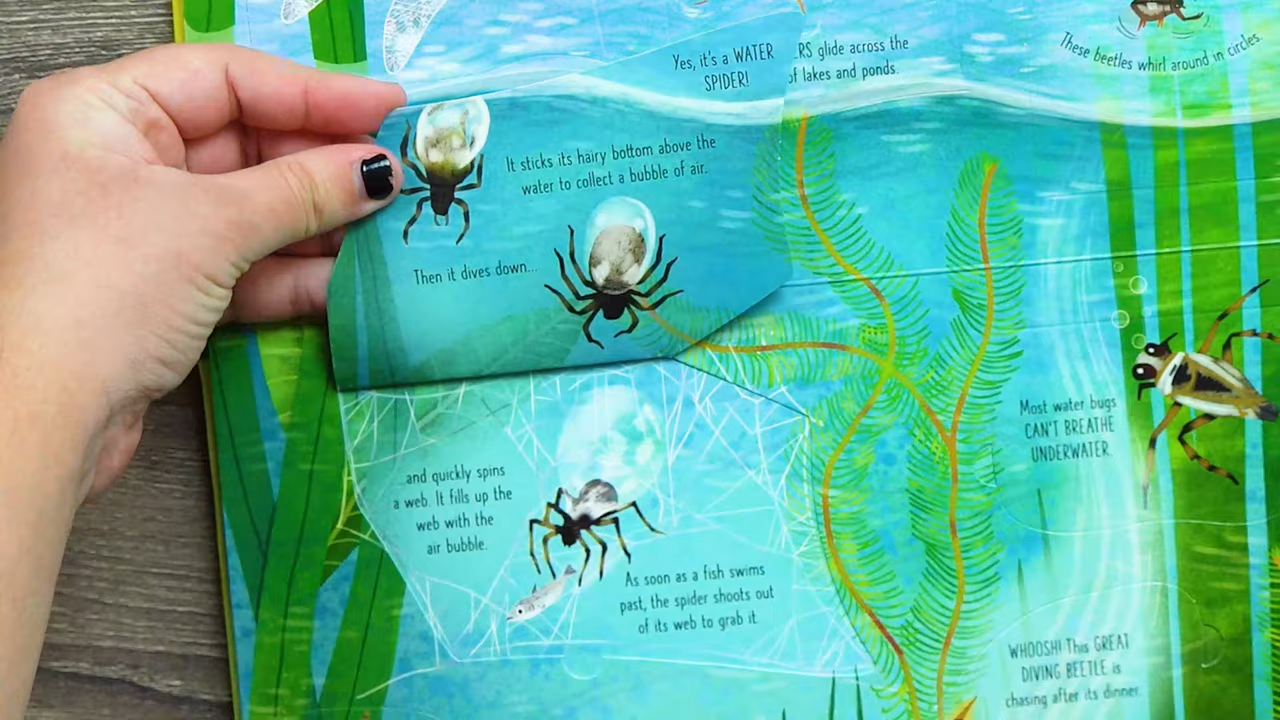 Yes, it's a WATER
SPIDER!
RS glide across the
of lakes and ponds.
These beetles whirl around in circles.
It sticks its hairy bottom above the
water to collect a bubble of air.
Then it dives down...
and quickly spins
a web. It fills up the
web with the
air bubble.
As soon as a fish swims
past, the spider shoots out
of its web to grab it.
Most water bugs
CAN'T BREATHE
UNDERWATER.
WHOOSH! This GREAT
DIVING BEETLE is
chasing after its dinner.